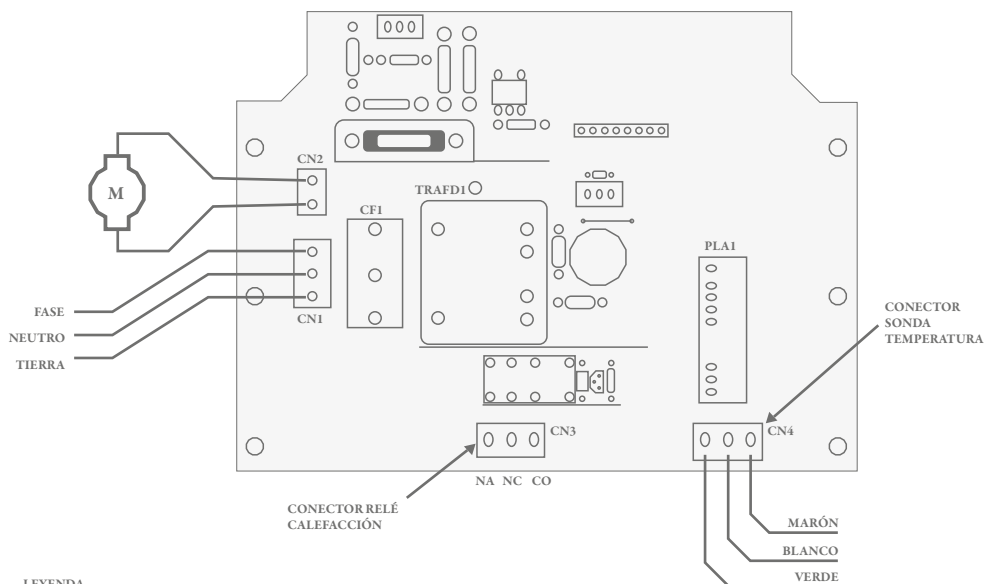 CN2
TRAFD1
M
CF1
PLA1
FASE
NEUTRO
TIERRA
CN1
CONECTOR
SONDA
TEMPERATURA
CN3
CN4
NA NC CO
CONECTOR RELÉ
CALEFACCIÓN
MARÓN
BLANCO
VERDE
LEYENDA